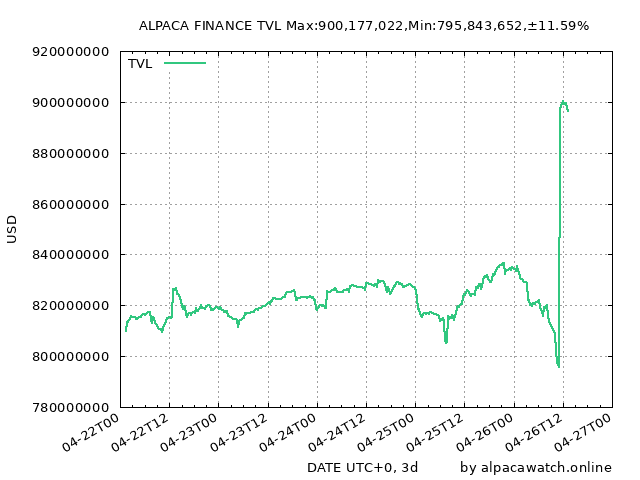 ALPACA FINANCE TVL Max:900,177,022,Min:795,843,652,±11.59%
TVL
920000000
900000000
880000000
860000000
840000000
820000000
800000000
780000000
USD
04-22T00
04-22T12
04-23T00
04-23T12
04-24T00
04-24T12
04-25T00
04-25T12
04-26T00
04-26T12
04-27T00
DATE UTC+0, 3d
by alpacawatch.online